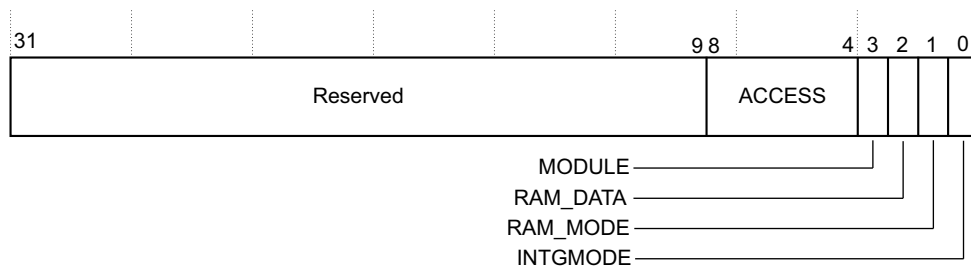 31 9 8 4 3 2 1 0
Reserved ACCESS
MODULE
RAM_DATA
RAM_MODE
INTGMODE